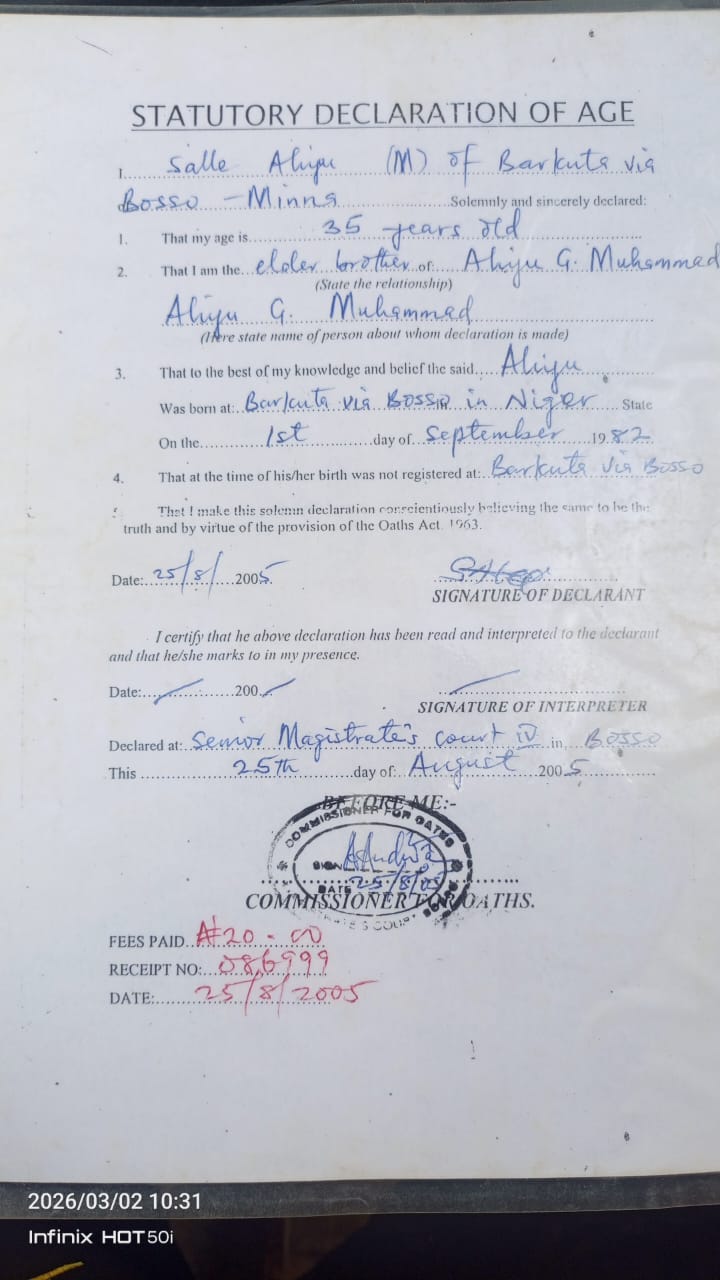 STATUTORY DECLARATION OF AGE
I.... Salle Aliyu (M) of Barkuta via
Bosso - Minna ....Solemnly and sincerely declared:
1. That my age is.... 35 years old
2. That I am the...elder brother of: Aliyu G. Muhammad
(State the relationship)
Aliyu G. Muhammad
(Here state name of person about whom declaration is made)
3. That to the best of my knowledge and belief the said.... Aliyu
Was born at: Barkuta via Bosso in Niger .... State
On the.... 1st ....day of September ....1982
4. That at the time of his/her birth was not registered at: Barkuta via Bosso
That I make this solemn declaration conscientiously believing the same to be the
truth and by virtue of the provision of the Oaths Act, 1963.
Date: 25/8/ 2005
SIGNATURE OF DECLARANT
I certify that he above declaration has been read and interpreted to the declarant
and that he/she marks to in my presence.
Date:.... 200
SIGNATURE OF INTERPRETER
Declared at: Senior Magistrate's court IV in, Bosso
This .... 25th ....day of: August 2005
BEFORE ME:-
COMMISSIONER FOR OATHS
SIGN
DATE 25/8/05
COMMISSIONER FOR OATHS.
FEES PAID.. ₦20-00
RECEIPT NO:... 086999
DATE:.... 25/8/2005
2026/03/02 10:31
Infinix HOT50i